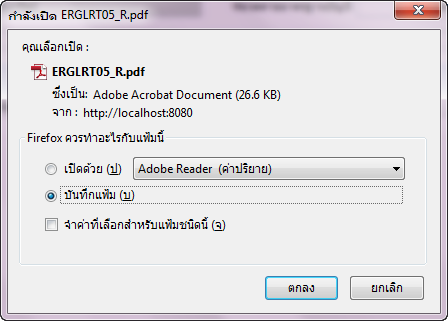 กำลังเปิด ERGLRT05_R.pdf
คุณเลือกเปิด :
ERGLRT05_R.pdf
ซึ่งเป็น: Adobe Acrobat Document (26.6 KB)
จาก : http://localhost:8080
Firefox ควรทำอะไรกับแฟ้มนี้
เปิดด้วย (ป) Adobe Reader (ค่าปริยาย)
บันทึกแฟ้ม (บ)
จำค่าที่เลือกสำหรับแฟ้มชนิดนี้ (จ)
ตกลง ยกเลิก